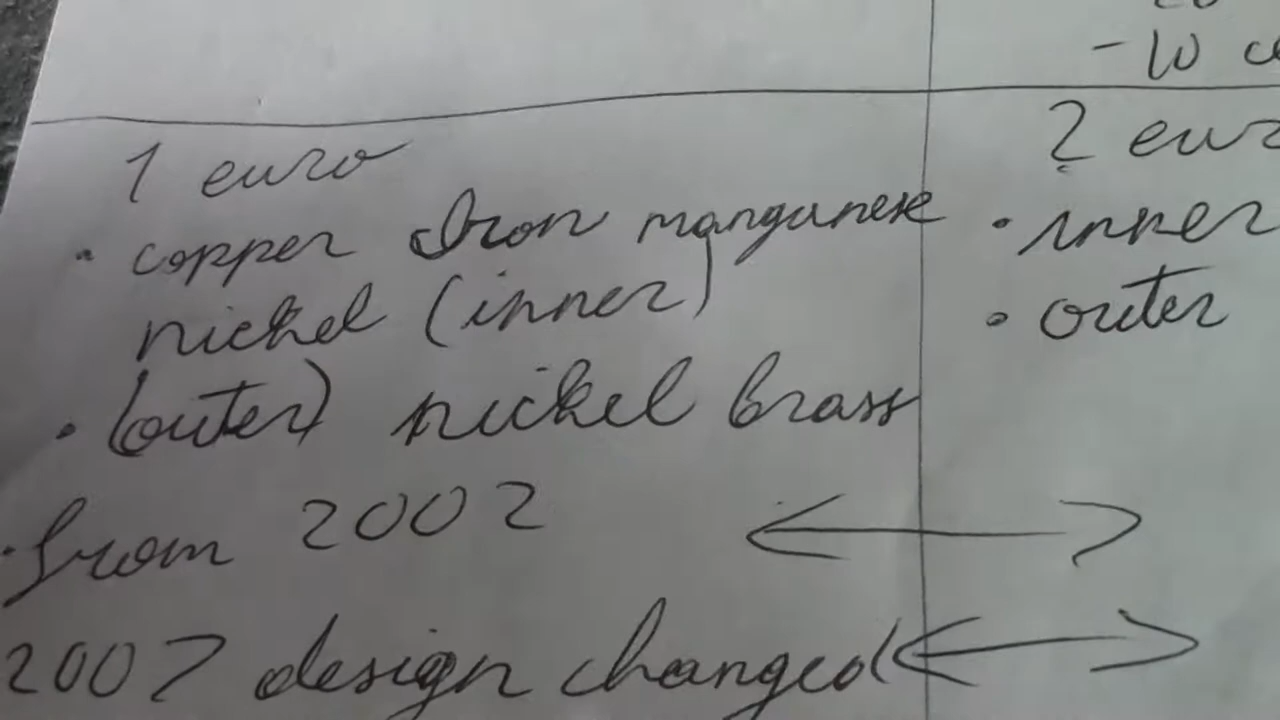 - 10
1 euro
• copper Iron manganese
nickel (inner)
• (outer) nickel brass
• from 2002
2007 design changed
2 euro
• inner
• outer